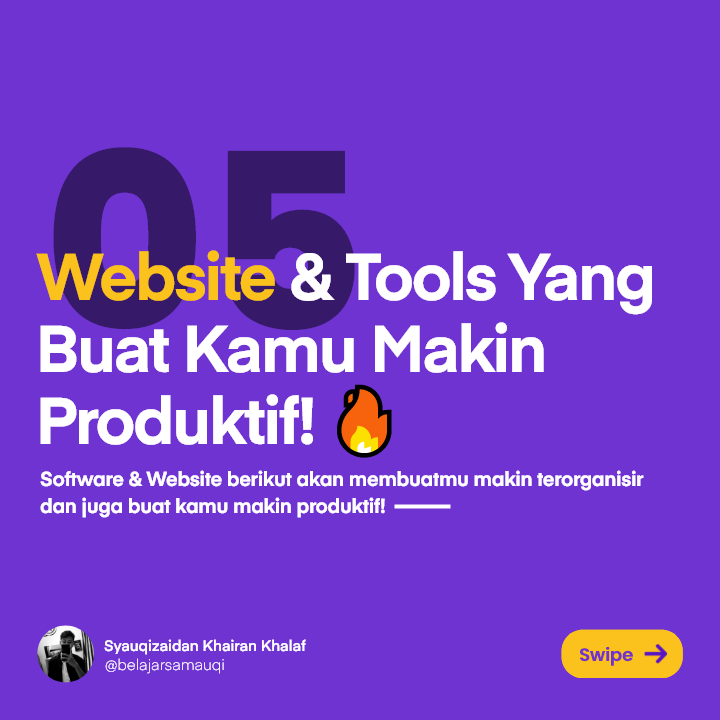 05
Website & Tools Yang
Buat Kamu Makin
Produktif!
Software & Website berikut akan membuatmu makin terorganisir
dan juga buat kamu makin produktif!
Syauqizaidan Khairan Khalaf
@belajarsamauqi
Swipe